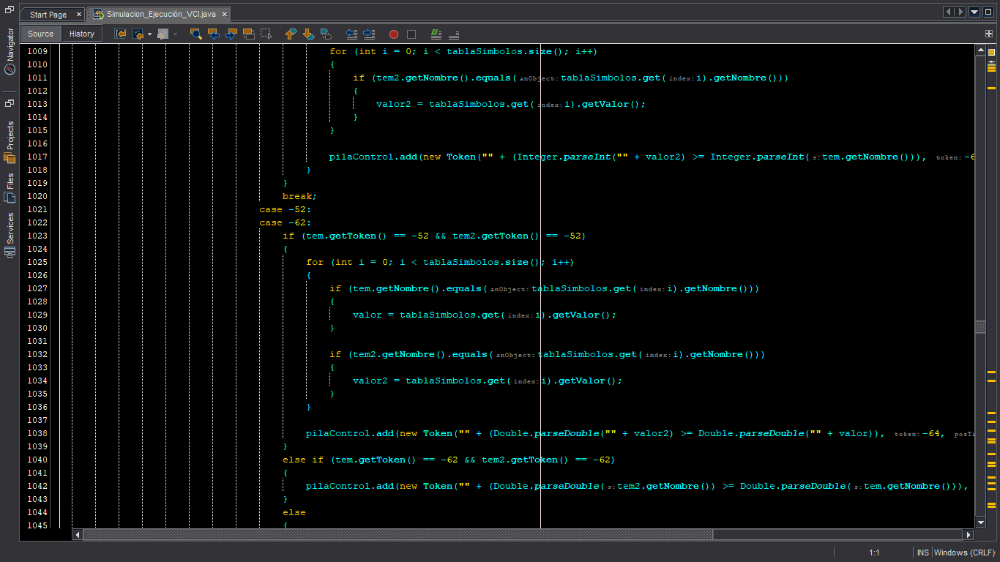 Start Page
Simulacion_Ejecución_VCI.java
Source History
Navigator
Projects
Files
Services
1009 for (int i = 0; i < tablaSimbolos.size(); i++)
1010 {
1011 if (tem2.getNombre().equals( anObject: tablaSimbolos.get( index: i).getNombre()))
1012 {
1013 valor2 = tablaSimbolos.get( index: i).getValor();
1014 }
1015 }
1016
1017 pilaControl.add(new Token("" + (Integer.parseInt("" + valor2) >= Integer.parseInt( s: tem.getNombre())), token: -6
1018 }
1019 }
1020 break;
1021 case -52:
1022 case -62:
1023 if (tem.getToken() == -52 && tem2.getToken() == -52)
1024 {
1025 for (int i = 0; i < tablaSimbolos.size(); i++)
1026 {
1027 if (tem.getNombre().equals( anObject: tablaSimbolos.get( index: i).getNombre()))
1028 {
1029 valor = tablaSimbolos.get( index: i).getValor();
1030 }
1031
1032 if (tem2.getNombre().equals( anObject: tablaSimbolos.get( index: i).getNombre()))
1033 {
1034 valor2 = tablaSimbolos.get( index: i).getValor();
1035 }
1036 }
1037
1038 pilaControl.add(new Token("" + (Double.parseDouble("" + valor2) >= Double.parseDouble("" + valor)), token: -64, posTa
1039 }
1040 else if (tem.getToken() == -62 && tem2.getToken() == -62)
1041 {
1042 pilaControl.add(new Token("" + (Double.parseDouble( s: tem2.getNombre()) >= Double.parseDouble( s: tem.getNombre())),
1043 }
1044 else
1045 {
1:1 INS Windows (CRLF)